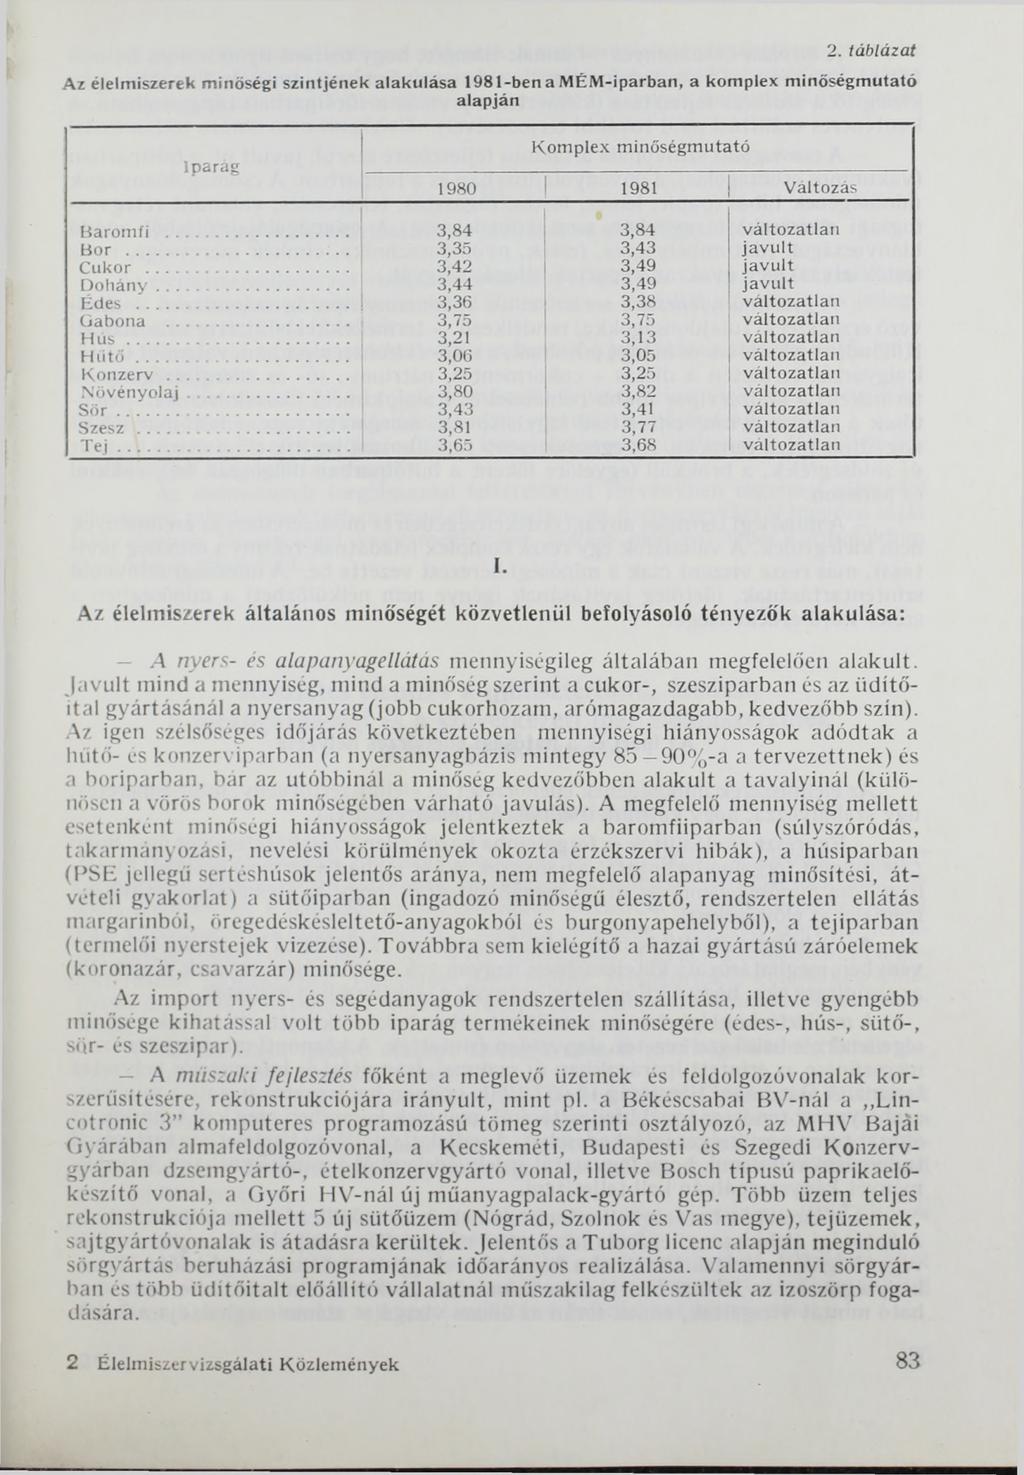 2. táblázat
Az élelmiszerek minőségi szintjének alakulása 1981-ben a MÉM-iparban, a komplex minőségmutató
alapján
Iparág
Komplex minőségmutató
1980 1981 Változás
Baromfi ................ 3,84 3,84 változatlan
Bor ................ 3,35 3,43 javult
Cukor ................ 3,42 3,49 javult
Dohány ................ 3,44 3,49 javult
Édes ................ 3,36 3,38 változatlan
Gabona ................ 3,75 3,75 változatlan
Hús ................ 3,21 3,13 változatlan
Hűtő ................ 3,06 3,05 változatlan
Konzerv ................ 3,25 3,25 változatlan
Növényolaj ................ 3,80 3,82 változatlan
Sör ................ 3,43 3,41 változatlan
Szesz ................ 3,81 3,77 változatlan
Tej ................ 3,65 3,68 változatlan
I.
Az élelmiszerek általános minőségét közvetlenül befolyásoló tényezők alakulása:
– A nyers- és alapanyagellátás mennyiségileg általában megfelelően alakult.
Javult mind a mennyiség, mind a minőség szerint a cukor-, szesziparban és az üdítő-
ital gyártásánál a nyersanyag (jobb cukorhozam, arómagazdagabb, kedvezőbb szín).
Az igen szélsőséges időjárás következtében mennyiségi hiányosságok adódtak a
hűtő- és konzerviparban (a nyersanyagbázis mintegy 85–90%-a a tervezettnek) és
a boriparban, bár az utóbbinál a minőség kedvezőbben alakult a tavalyinál (külö-
nösen a vörös borok minőségében várható javulás). A megfelelő mennyiség mellett
esetenként minőségi hiányosságok jelentkeztek a baromfiiparban (súlyszóródás,
takarmányozási, nevelési körülmények okozta érzékszervi hibák), a húsiparban
(PSE jellegű sertéshúsok jelentős aránya, nem megfelelő alapanyag minősítési, át-
vételi gyakorlat) a sütőiparban (ingadozó minőségű élesztő, rendszertelen ellátás
margarinból, öregedéskésleltető-anyagokból és burgonyapehelyből), a tejiparban
(termelői nyerstejek vizezése). Továbbra sem kielégítő a hazai gyártású záróelemek
(koronazár, csavarzár) minősége.
Az import nyers- és segédanyagok rendszertelen szállítása, illetve gyengébb
minősége kihatással volt több iparág termékeinek minőségére (édes-, hús-, sütő-,
sör- és szeszipar).
– A műszaki fejlesztés főként a meglevő üzemek és feldolgozóvonalak kor-
szerűsítésére, rekonstrukciójára irányult, mint pl. a Békéscsabai BV-nál a „Lin-
cotronic 3” komputeres programozású tömeg szerinti osztályozó, az MHV Bajai
Gyárában almafeldolgozóvonal, a Kecskeméti, Budapesti és Szegedi Konzerv-
gyárban dzsemgyártó-, ételkonzervgyártó vonal, illetve Bosch típusú paprikaelő-
készítő vonal, a Győri HV-nál új műanyagpalack-gyártó gép. Több üzem teljes
rekonstrukciója mellett 5 új sütőüzem (Nógrád, Szolnok és Vas megye), tejüzemek,
sajtgyártóvonalak is átadásra kerültek. Jelentős a Tuborg licenc alapján meginduló
sörgyártás beruházási programjának időarányos realizálása. Valamennyi sörgyár-
ban és több üdítőitalt előállító vállalatnál műszakilag felkészültek az izoszörp foga-
dására.
2 Élelmiszervizsgálati Közlemények 83